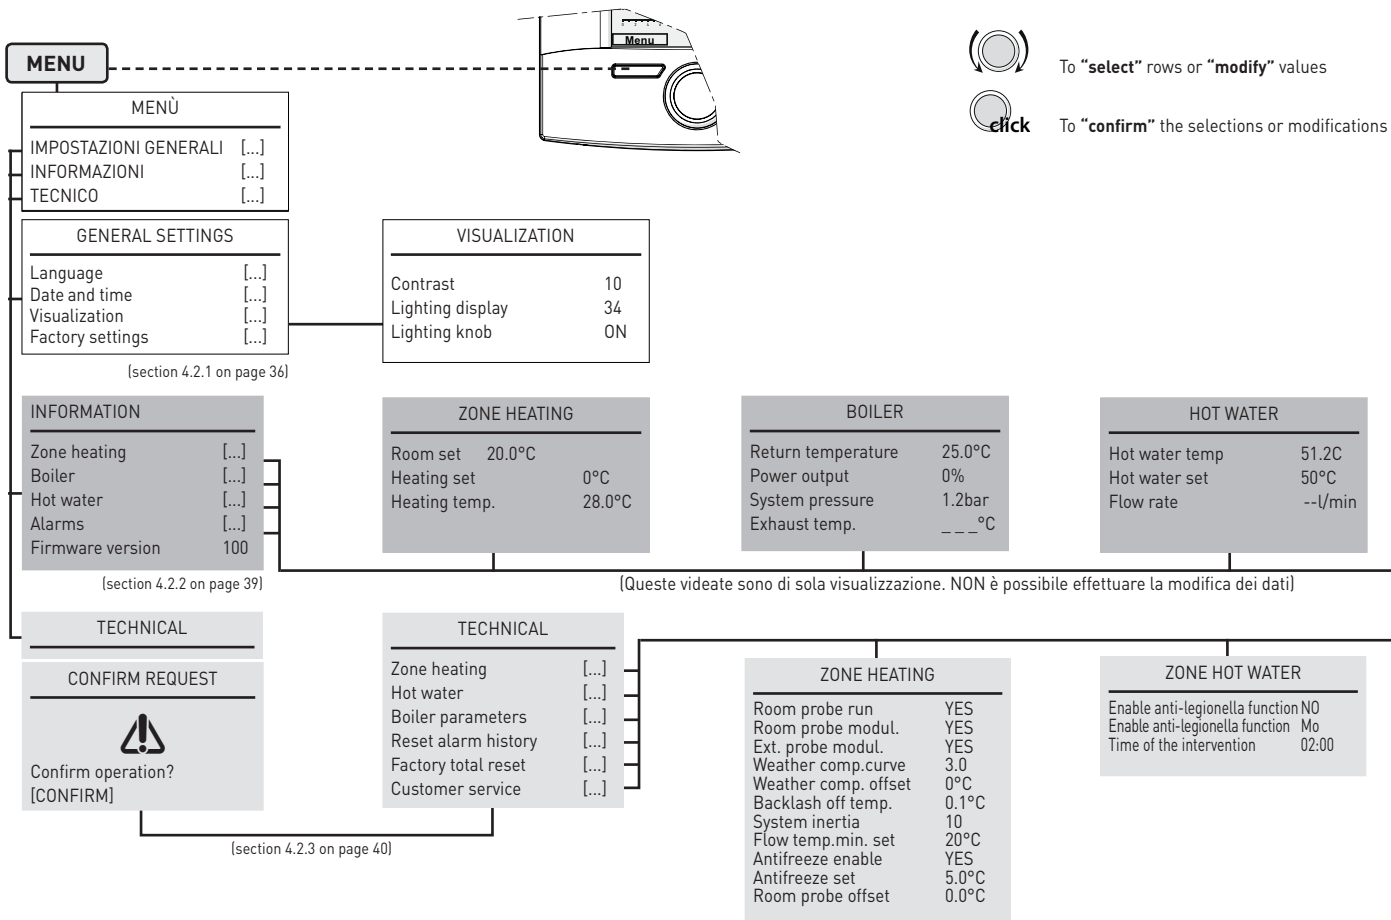 Menu
MENU
To “select” rows or “modify” values
click
To “confirm” the selections or modifications
MENÙ
IMPOSTAZIONI GENERALI [...]
INFORMAZIONI [...]
TECNICO [...]
GENERAL SETTINGS
Language [...]
Date and time [...]
Visualization [...]
Factory settings [...]
(section 4.2.1 on page 36)
VISUALIZATION
Contrast 10
Lighting display 34
Lighting knob ON
INFORMATION
Zone heating [...]
Boiler [...]
Hot water [...]
Alarms [...]
Firmware version 100
(section 4.2.2 on page 39)
ZONE HEATING
Room set 20.0°C
Heating set 0°C
Heating temp. 28.0°C
BOILER
Return temperature 25.0°C
Power output 0%
System pressure 1.2bar
Exhaust temp. _ _ _°C
HOT WATER
Hot water temp 51.2C
Hot water set 50°C
Flow rate --l/min
(Queste videate sono di sola visualizzazione. NON è possibile effettuare la modifica dei dati)
TECHNICAL
CONFIRM REQUEST
Confirm operation?
[CONFIRM]
TECHNICAL
Zone heating [...]
Hot water [...]
Boiler parameters [...]
Reset alarm history [...]
Factory total reset [...]
Customer service [...]
(section 4.2.3 on page 40)
ZONE HEATING
Room probe run YES
Room probe modul. YES
Ext. probe modul. YES
Weather comp.curve 3.0
Weather comp. offset 0°C
Backlash off temp. 0.1°C
System inertia 10
Flow temp.min. set 20°C
Antifreeze enable YES
Antifreeze set 5.0°C
Room probe offset 0.0°C
ZONE HOT WATER
Enable anti-legionella function NO
Enable anti-legionella function Mo
Time of the intervention 02:00